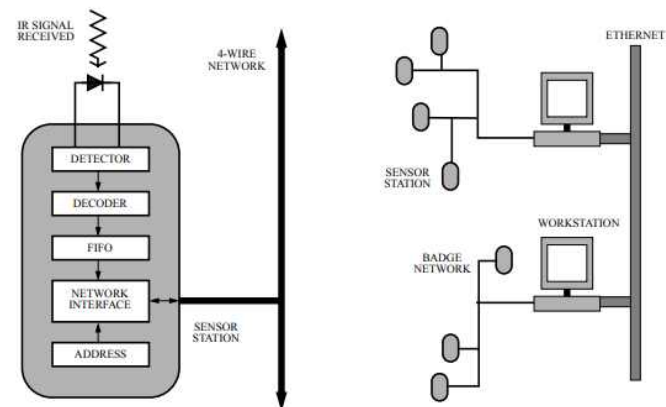 IR SIGNAL
RECEIVED
4-WIRE
NETWORK
DETECTOR
DECODER
FIFO
NETWORK
INTERFACE
ADDRESS
SENSOR
STATION
ETHERNET
SENSOR
STATION
WORKSTATION
BADGE
NETWORK